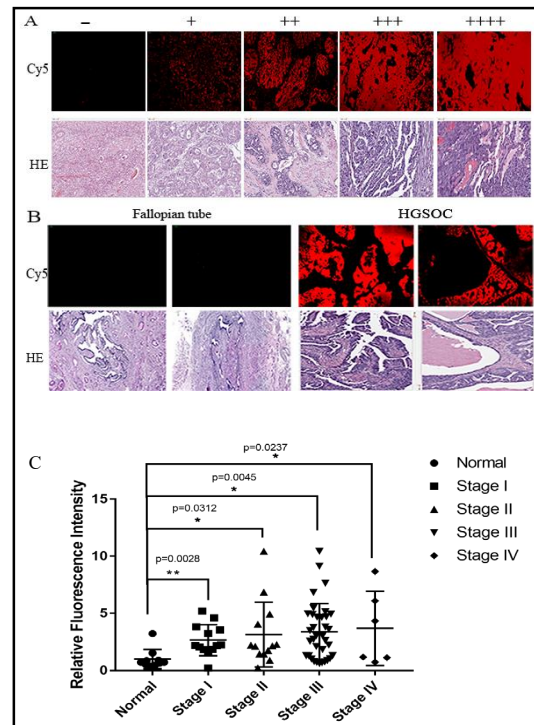 A − + ++ +++ ++++
Cy5
HE
B Fallopian tube HGSOC
Cy5
HE
C
p=0.0237
*
p=0.0045
*
p=0.0312
*
p=0.0028
**
Relative Fluorescence Intensity
15
10
5
0
Normal Stage I Stage II Stage III Stage IV
Normal
Stage I
Stage II
Stage III
Stage IV